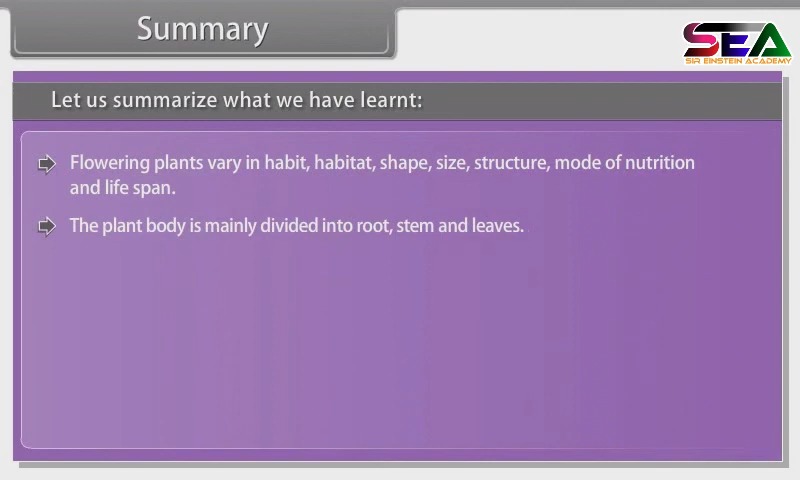 Summary
SEA
SIR EINSTEIN ACADEMY
Let us summarize what we have learnt:
Flowering plants vary in habit, habitat, shape, size, structure, mode of nutrition
and life span.
The plant body is mainly divided into root, stem and leaves.